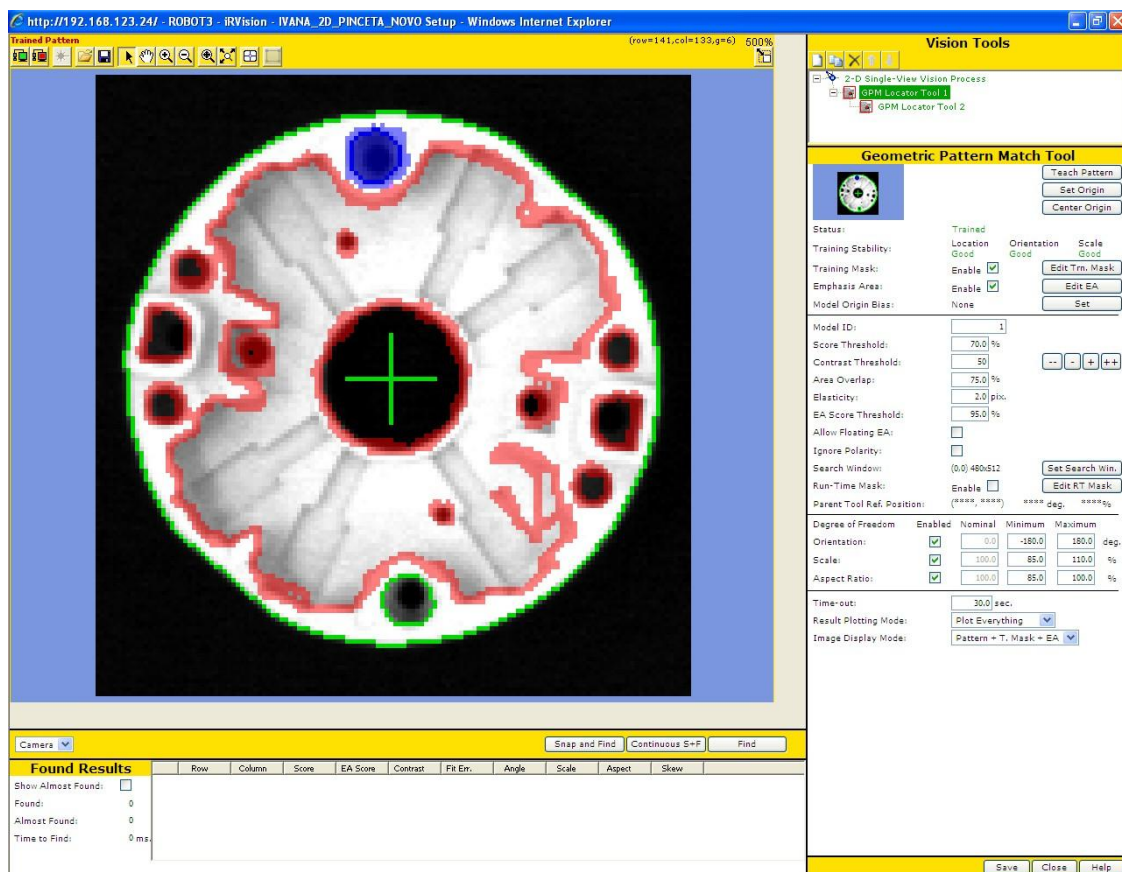 http://192.168.123.24/ - ROBOT3 - iRVision - IVANA_2D_PINCETA_NOVO Setup - Windows Internet Explorer
Trained Pattern
(row=141,col=133,g=6) 500%
Vision Tools
2-D Single-View Vision Process
GPM Locator Tool 1
GPM Locator Tool 2
Geometric Pattern Match Tool
Teach Pattern
Set Origin
Center Origin
Status: Trained
Training Stability: Location Orientation Scale
Good Good Good
Training Mask: Enable Edit Trn. Mask
Emphasis Area: Enable Edit EA
Model Origin Bias: None Set
Model ID: 1
Score Threshold: 70.0 %
Contrast Threshold: 50 -- - + ++
Area Overlap: 75.0 %
Elasticity: 2.0 pix.
EA Score Threshold: 95.0 %
Allow Floating EA:
Ignore Polarity:
Search Window: (0,0) 480x512 Set Search Win.
Run-Time Mask: Enable Edit RT Mask
Parent Tool Ref. Position: (****, ****) **** deg. ****%
Degree of Freedom Enabled Nominal Minimum Maximum
Orientation: 0.0 -180.0 180.0 deg.
Scale: 100.0 85.0 110.0 %
Aspect Ratio: 100.0 85.0 100.0 %
Time-out: 30.0 sec.
Result Plotting Mode: Plot Everything
Image Display Mode: Pattern + T. Mask + EA
Camera
Snap and Find Continuous S+F Find
Found Results
Row Column Score EA Score Contrast Fit Err. Angle Scale Aspect Skew
Show Almost Found:
Found: 0
Almost Found: 0
Time to Find: 0 ms.
Save Close Help